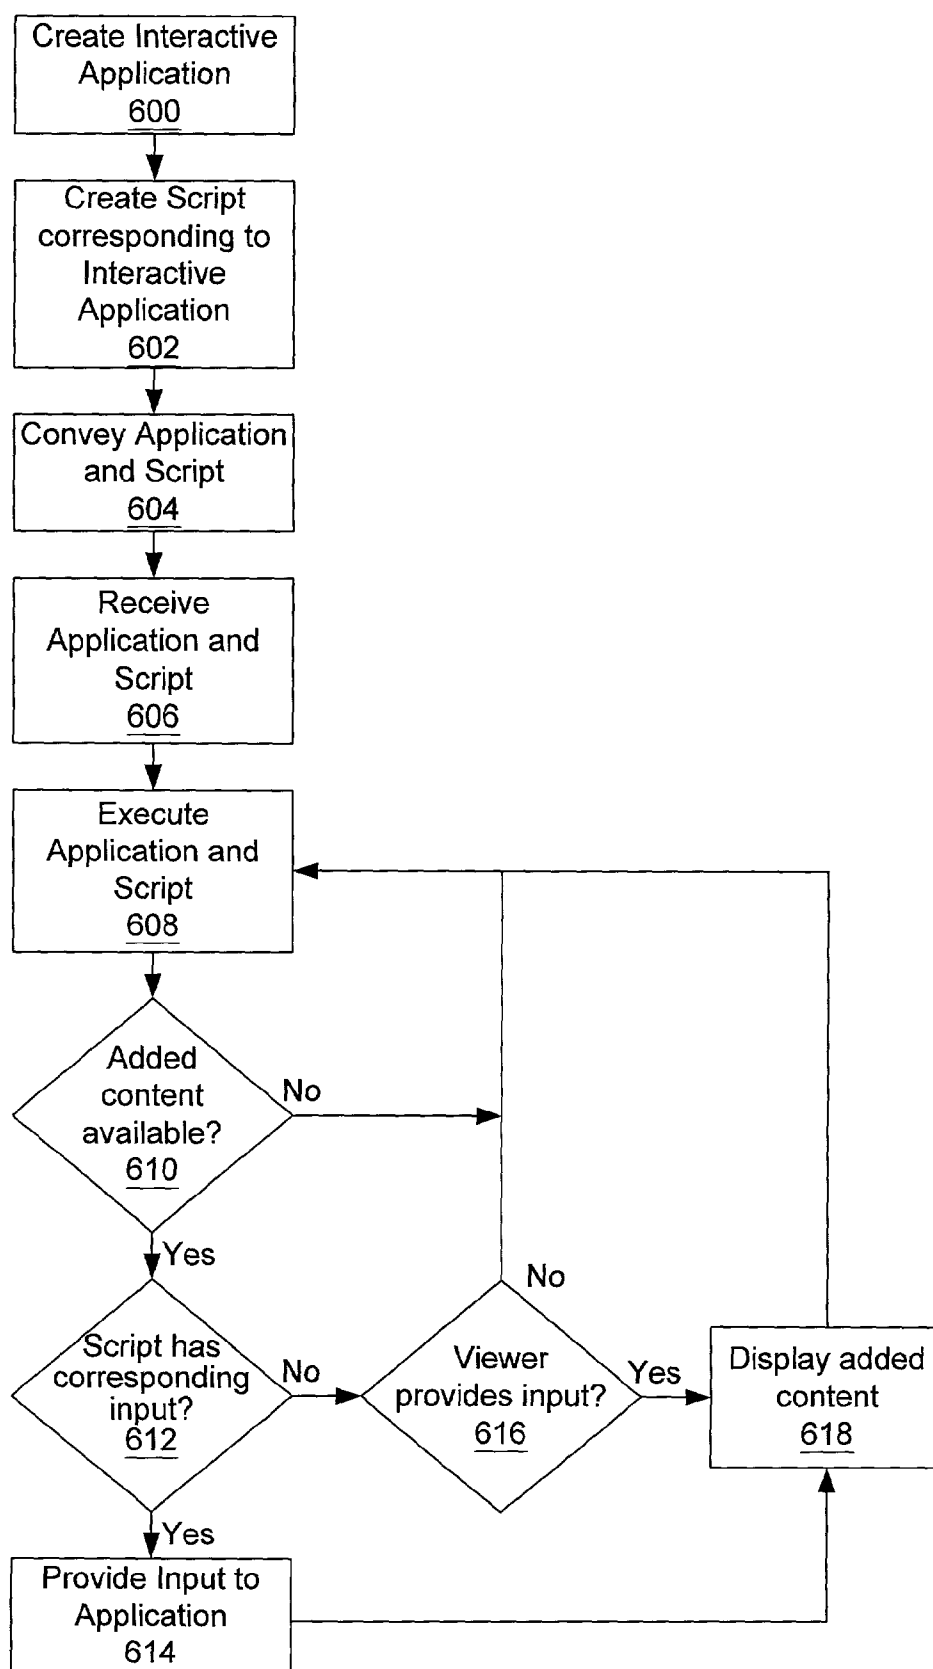 Create Interactive
Application
600
Create Script
corresponding to
Interactive
Application
602
Convey Application
and Script
604
Receive
Application and
Script
606
Execute
Application and
Script
608
Added
content
available?
610
No
Yes
Script has
corresponding
input?
612
No
Yes
Viewer
provides input?
616
No
Yes
Display added
content
618
Provide Input to
Application
614